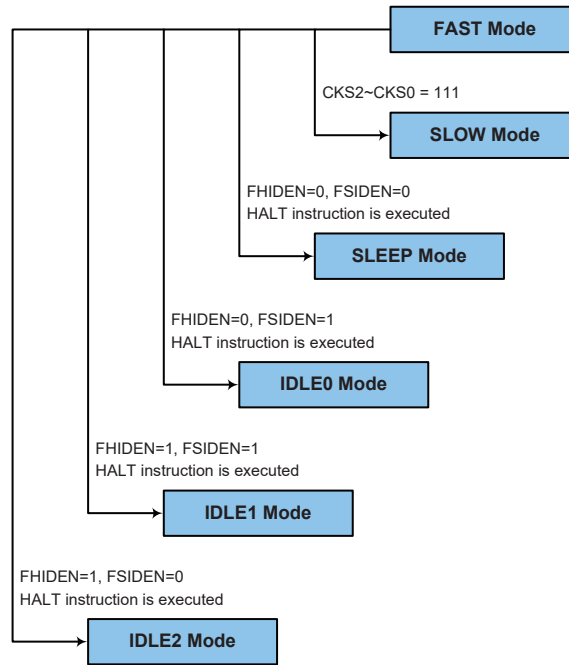 FAST Mode
CKS2~CKS0 = 111
SLOW Mode
FHIDEN=0, FSIDEN=0
HALT instruction is executed
SLEEP Mode
FHIDEN=0, FSIDEN=1
HALT instruction is executed
IDLE0 Mode
FHIDEN=1, FSIDEN=1
HALT instruction is executed
IDLE1 Mode
FHIDEN=1, FSIDEN=0
HALT instruction is executed
IDLE2 Mode